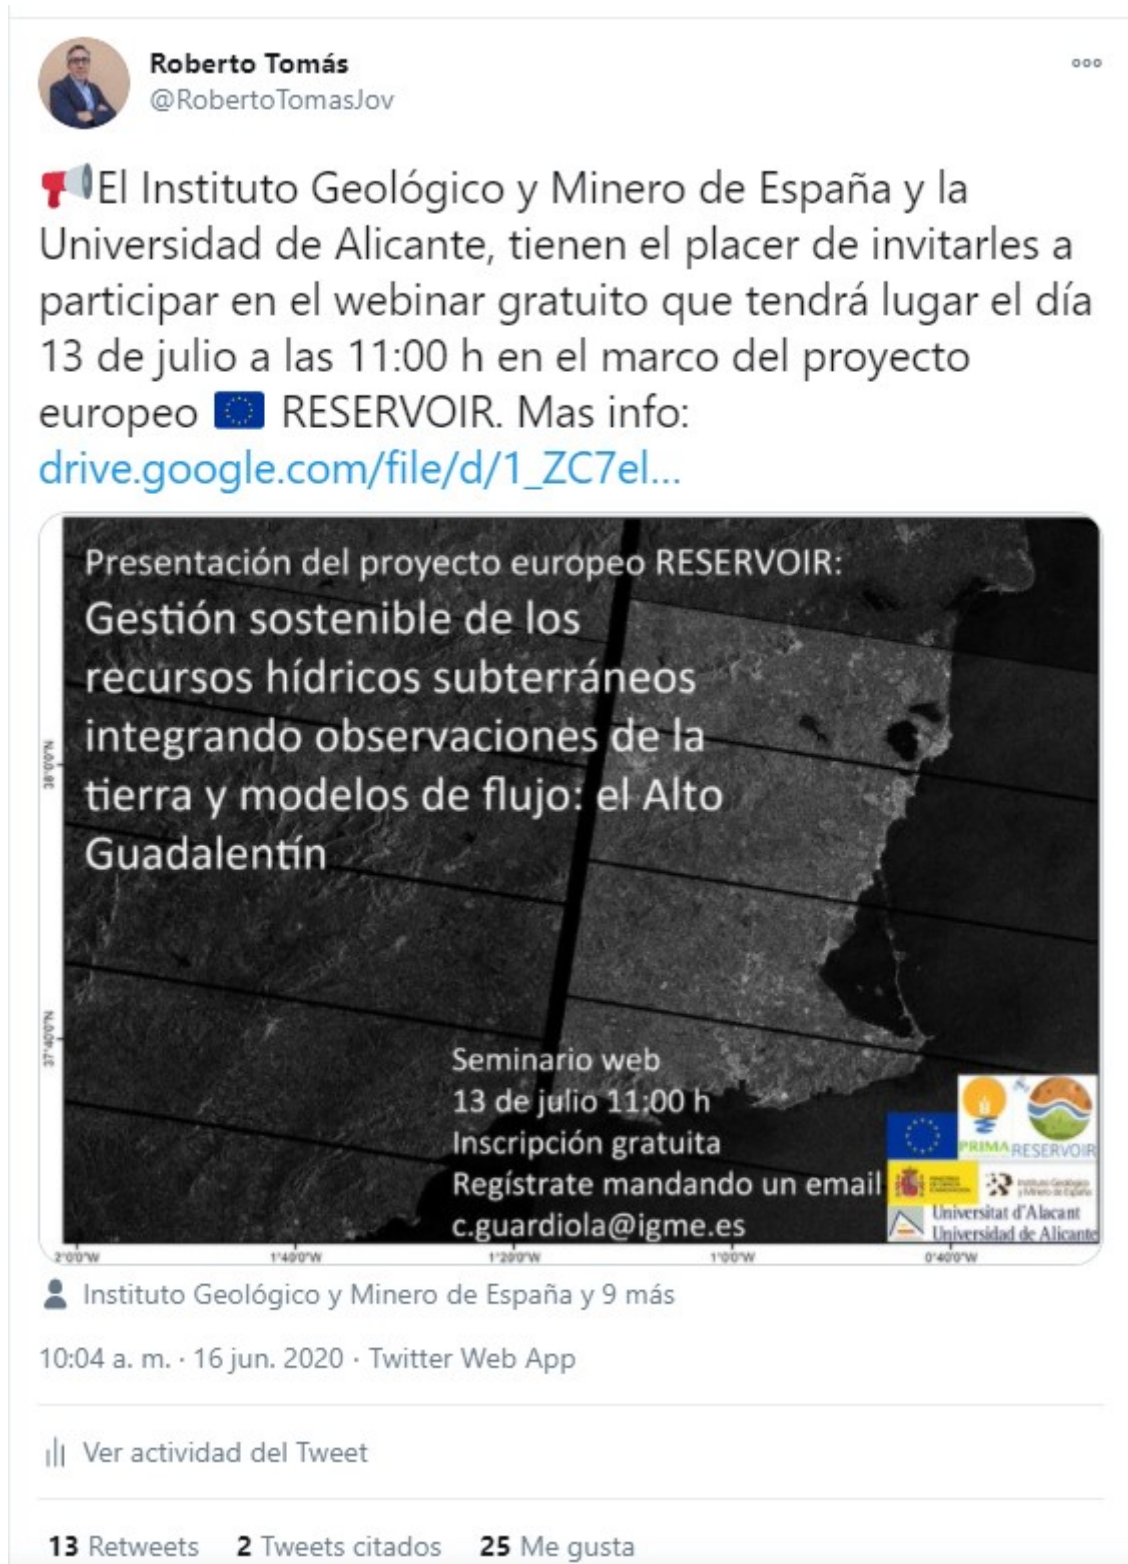 Roberto Tomás
@RobertoTomasJov
El Instituto Geológico y Minero de España y la
Universidad de Alicante, tienen el placer de invitarles a
participar en el webinar gratuito que tendrá lugar el día
13 de julio a las 11:00 h en el marco del proyecto
europeo RESERVOIR. Mas info:
drive.google.com/file/d/1_ZC7el...
Presentación del proyecto europeo RESERVOIR:
Gestión sostenible de los
recursos hídricos subterráneos
integrando observaciones de la
tierra y modelos de flujo: el Alto
Guadalentín
38°0'0"N
37°40'0"N
Seminario web
13 de julio 11:00 h
Inscripción gratuita
Regístrate mandando un email
c.guardiola@igme.es
PRIMA
RESERVOIR
Instituto Geológico
y Minero de España
Universitat d'Alacant
Universidad de Alicante
2°0'0"W
1°40'0"W
1°20'0"W
1°0'0"W
0°40'0"W
Instituto Geológico y Minero de España y 9 más
10:04 a. m. · 16 jun. 2020 · Twitter Web App
Ver actividad del Tweet
13 Retweets 2 Tweets citados 25 Me gusta